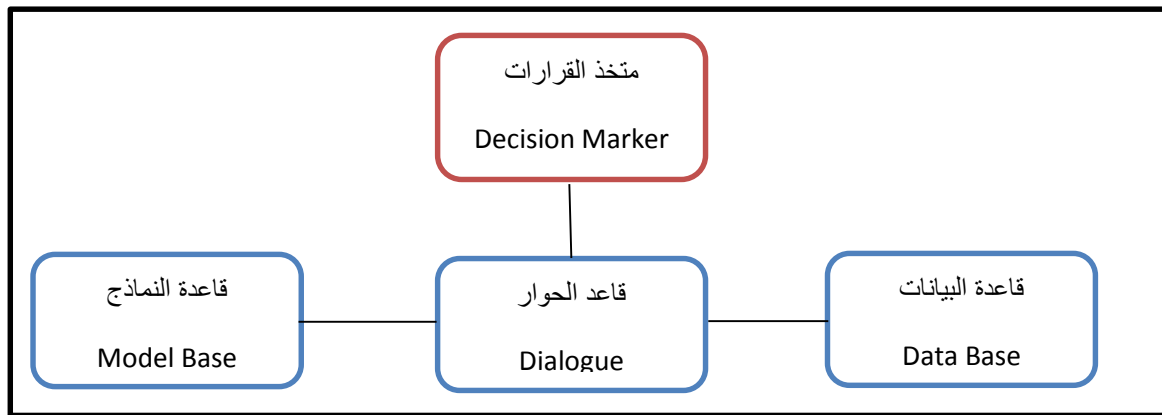 متخذ القرارات
Decision Marker
قاعدة النماذج
Model Base
قاعد الحوار
Dialogue
قاعدة البيانات
Data Base